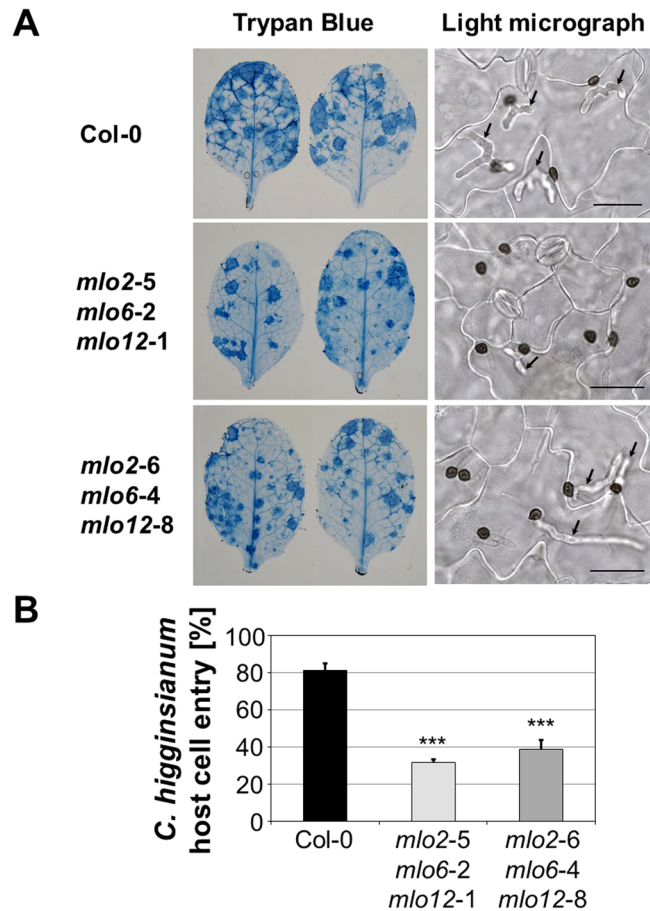 A
Trypan Blue
Light micrograph
Col-0
mlo2-5
mlo6-2
mlo12-1
mlo2-6
mlo6-4
mlo12-8
B
C. higginsianum
host cell entry [%]
100
80
60
40
20
0
***
***
Col-0
mlo2-5
mlo6-2
mlo12-1
mlo2-6
mlo6-4
mlo12-8